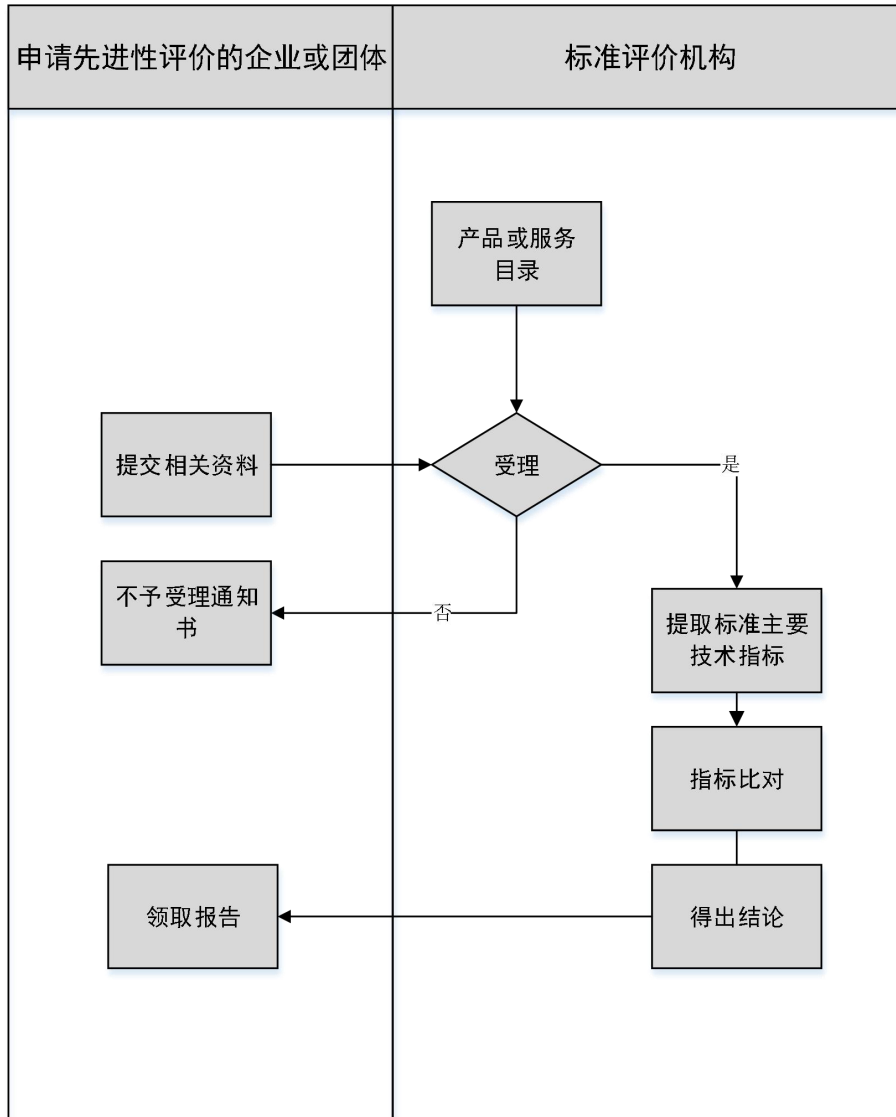 申请先进性评价的企业或团体
标准评价机构
产品或服务
目录
提交相关资料
受理
是
不予受理通知
书
否
提取标准主要
技术指标
指标比对
领取报告
得出结论